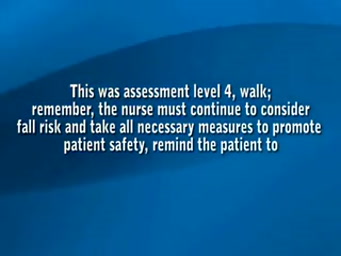 This was assessment level 4, walk;
remember, the nurse must continue to consider
fall risk and take all necessary measures to promote
patient safety, remind the patient to